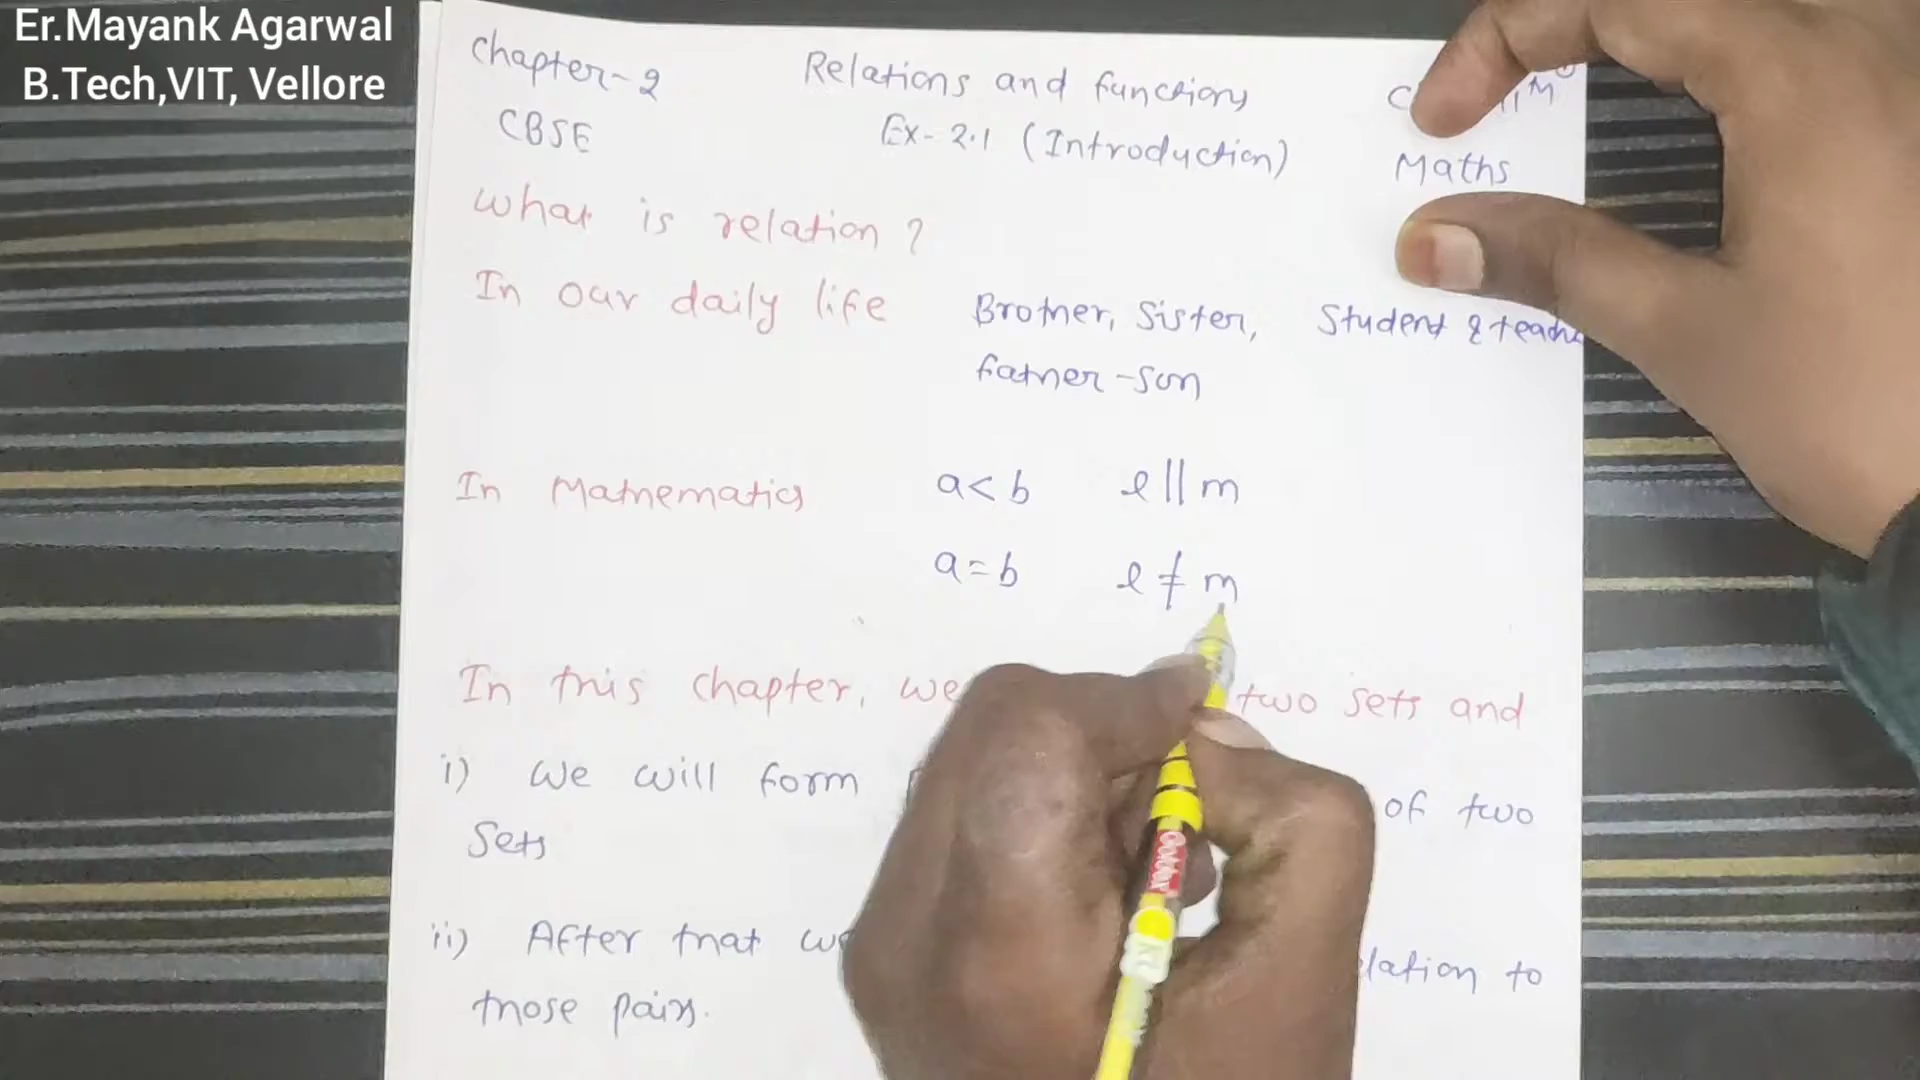 Er.Mayank Agarwal
B.Tech,VIT, Vellore
Chapter-2 Relations and functions
CBSE Ex-2.1 (Introduction) Maths
What is relation?
In our daily life Brother, Sister, Student & teach
father-son
In Mathematics a<b l||m
a=b l≠m
In this chapter, we two sets and
i) We will form of two
Sets
ii) After that we lation to
those pairs.
Doctor